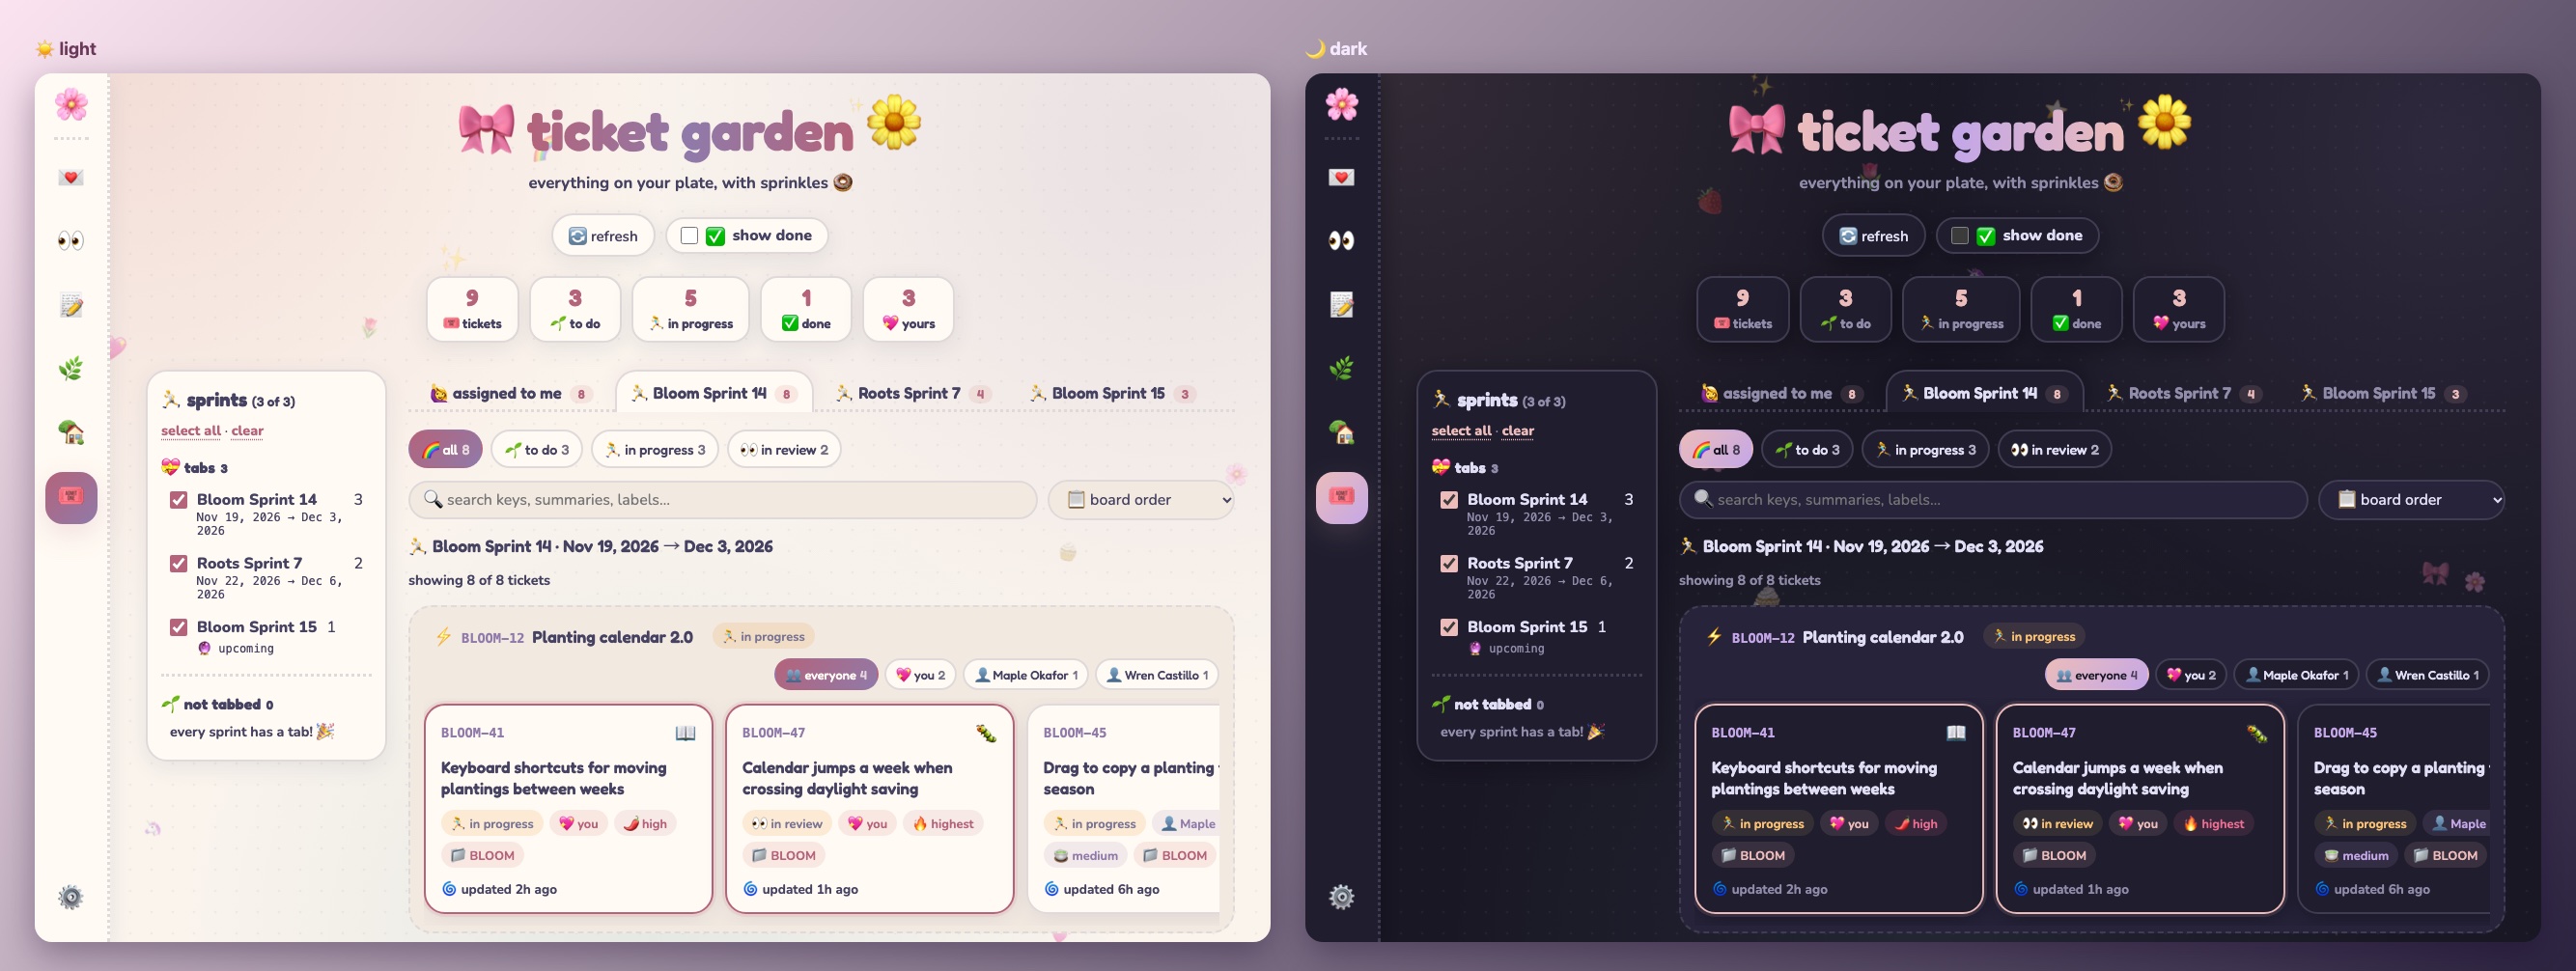 light
ticket garden
everything on your plate, with sprinkles
refresh
show done
9
tickets
3
to do
5
in progress
1
done
3
yours
sprints (3 of 3)
select all · clear
tabs 3
Bloom Sprint 14 3
Nov 19, 2026 → Dec 3,
2026
Roots Sprint 7 2
Nov 22, 2026 → Dec 6,
2026
Bloom Sprint 15 1
upcoming
not tabbed 0
every sprint has a tab!
assigned to me 8
Bloom Sprint 14 8
Roots Sprint 7 4
Bloom Sprint 15 3
all 8
to do 3
in progress 3
in review 2
search keys, summaries, labels...
board order
Bloom Sprint 14 · Nov 19, 2026 → Dec 3, 2026
showing 8 of 8 tickets
BLOOM-12 Planting calendar 2.0 in progress
everyone 4
you 2
Maple Okafor 1
Wren Castillo 1
BLOOM-41
Keyboard shortcuts for moving
plantings between weeks
in progress
you
high
BLOOM
updated 2h ago
BLOOM-47
Calendar jumps a week when
crossing daylight saving
in review
you
highest
BLOOM
updated 1h ago
BLOOM-45
Drag to copy a planting
season
in progress
Maple
medium
BLOOM
updated 6h ago
dark
ticket garden
everything on your plate, with sprinkles
refresh
show done
9
tickets
3
to do
5
in progress
1
done
3
yours
sprints (3 of 3)
select all · clear
tabs 3
Bloom Sprint 14 3
Nov 19, 2026 → Dec 3,
2026
Roots Sprint 7 2
Nov 22, 2026 → Dec 6,
2026
Bloom Sprint 15 1
upcoming
not tabbed 0
every sprint has a tab!
assigned to me 8
Bloom Sprint 14 8
Roots Sprint 7 4
Bloom Sprint 15 3
all 8
to do 3
in progress 3
in review 2
search keys, summaries, labels...
board order
Bloom Sprint 14 · Nov 19, 2026 → Dec 3, 2026
showing 8 of 8 tickets
BLOOM-12 Planting calendar 2.0 in progress
everyone 4
you 2
Maple Okafor 1
Wren Castillo 1
BLOOM-41
Keyboard shortcuts for moving
plantings between weeks
in progress
you
high
BLOOM
updated 2h ago
BLOOM-47
Calendar jumps a week when
crossing daylight saving
in review
you
highest
BLOOM
updated 1h ago
BLOOM-45
Drag to copy a planting
season
in progress
Maple
medium
BLOOM
updated 6h ago